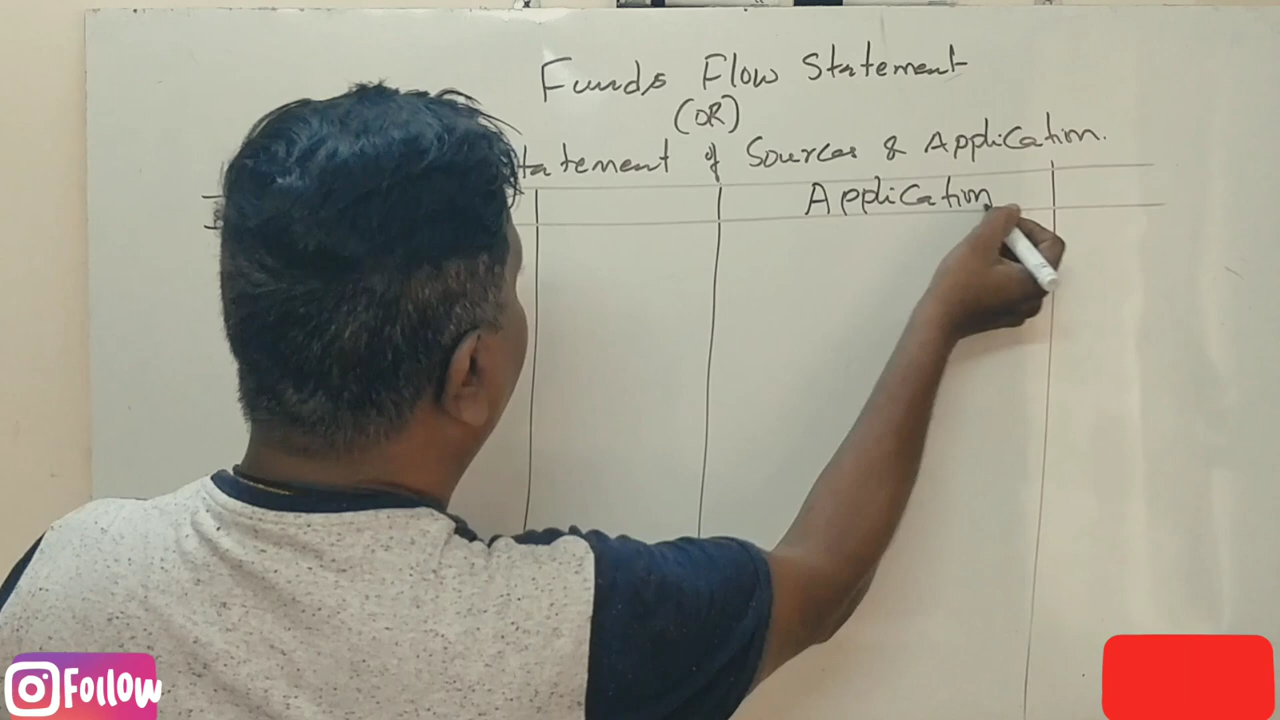 Funds Flow Statement
(OR)
tatement of Sources & Application.
Application
Follow